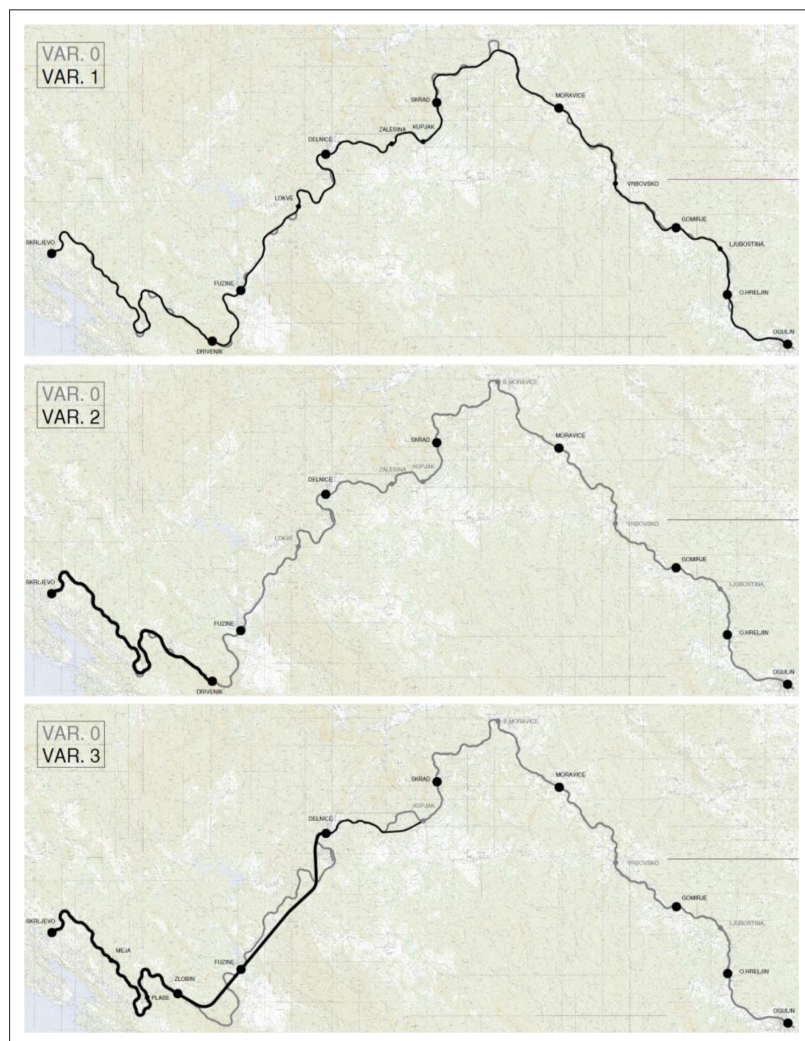 VAR. 0
VAR. 1
MORAVICE
SKRAD
KUPJAK
ZALESINA
DELNICE
VRBOVSKO
LOKVE
GOMIRJE
LJUBOSTINA
SKRLJEVO
FUZINE
O.HRELJIN
OGULIN
DRIVENIK
VAR. 0
VAR. 2
B.MORAVICE
SKRAD
MORAVICE
KUPJAK
ZALESINA
DELNICE
VRBOVSKO
LOKVE
GOMIRJE
LJUBOSTINA
SKRLJEVO
FUZINE
O.HRELJIN
OGULIN
DRIVENIK
VAR. 0
VAR. 3
B.MORAVICE
SKRAD
MORAVICE
KUPJAK
DELNICE
VRBOVSKO
GOMIRJE
SKRLJEVO
LJUBOSTINA
MEJA
FUZINE
O.HRELJIN
ZLOBIN
PLASE
OGULIN